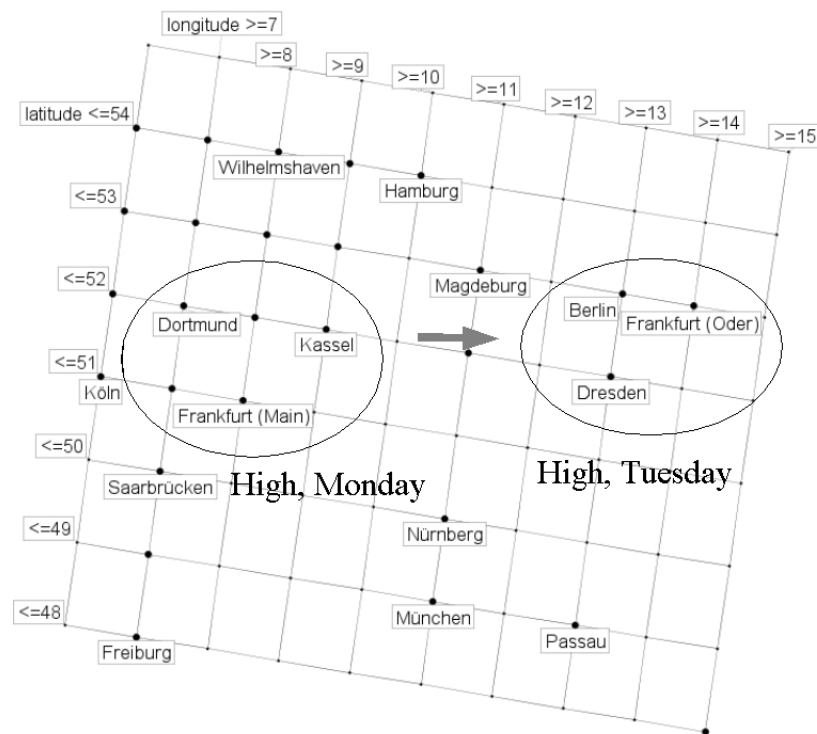 longitude >=7
>=8
>=9
>=10
>=11
>=12
>=13
>=14
>=15
latitude <=54
Wilhelmshaven
Hamburg
<=53
<=52
Magdeburg
Berlin
Frankfurt (Oder)
Dortmund
Kassel
<=51
Köln
Frankfurt (Main)
Dresden
<=50
Saarbrücken
High, Monday
High, Tuesday
<=49
Nürnberg
<=48
München
Passau
Freiburg